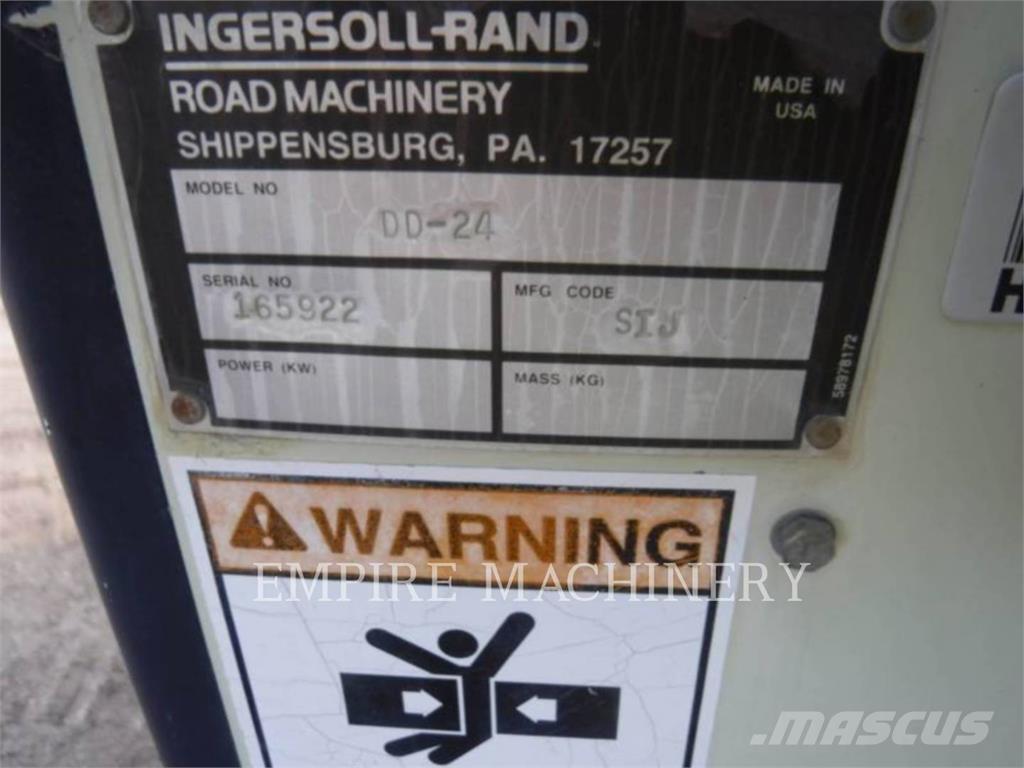 INGERSOLL-RAND
ROAD MACHINERY
SHIPPENSBURG, PA. 17257
MADE IN
USA
MODEL NO
DD-24
SERIAL NO
165922
MFG CODE
SIJ
POWER (KW)
MASS (KG)
58978172
H
WARNING
EMPIRE MACHINERY
MASCUS